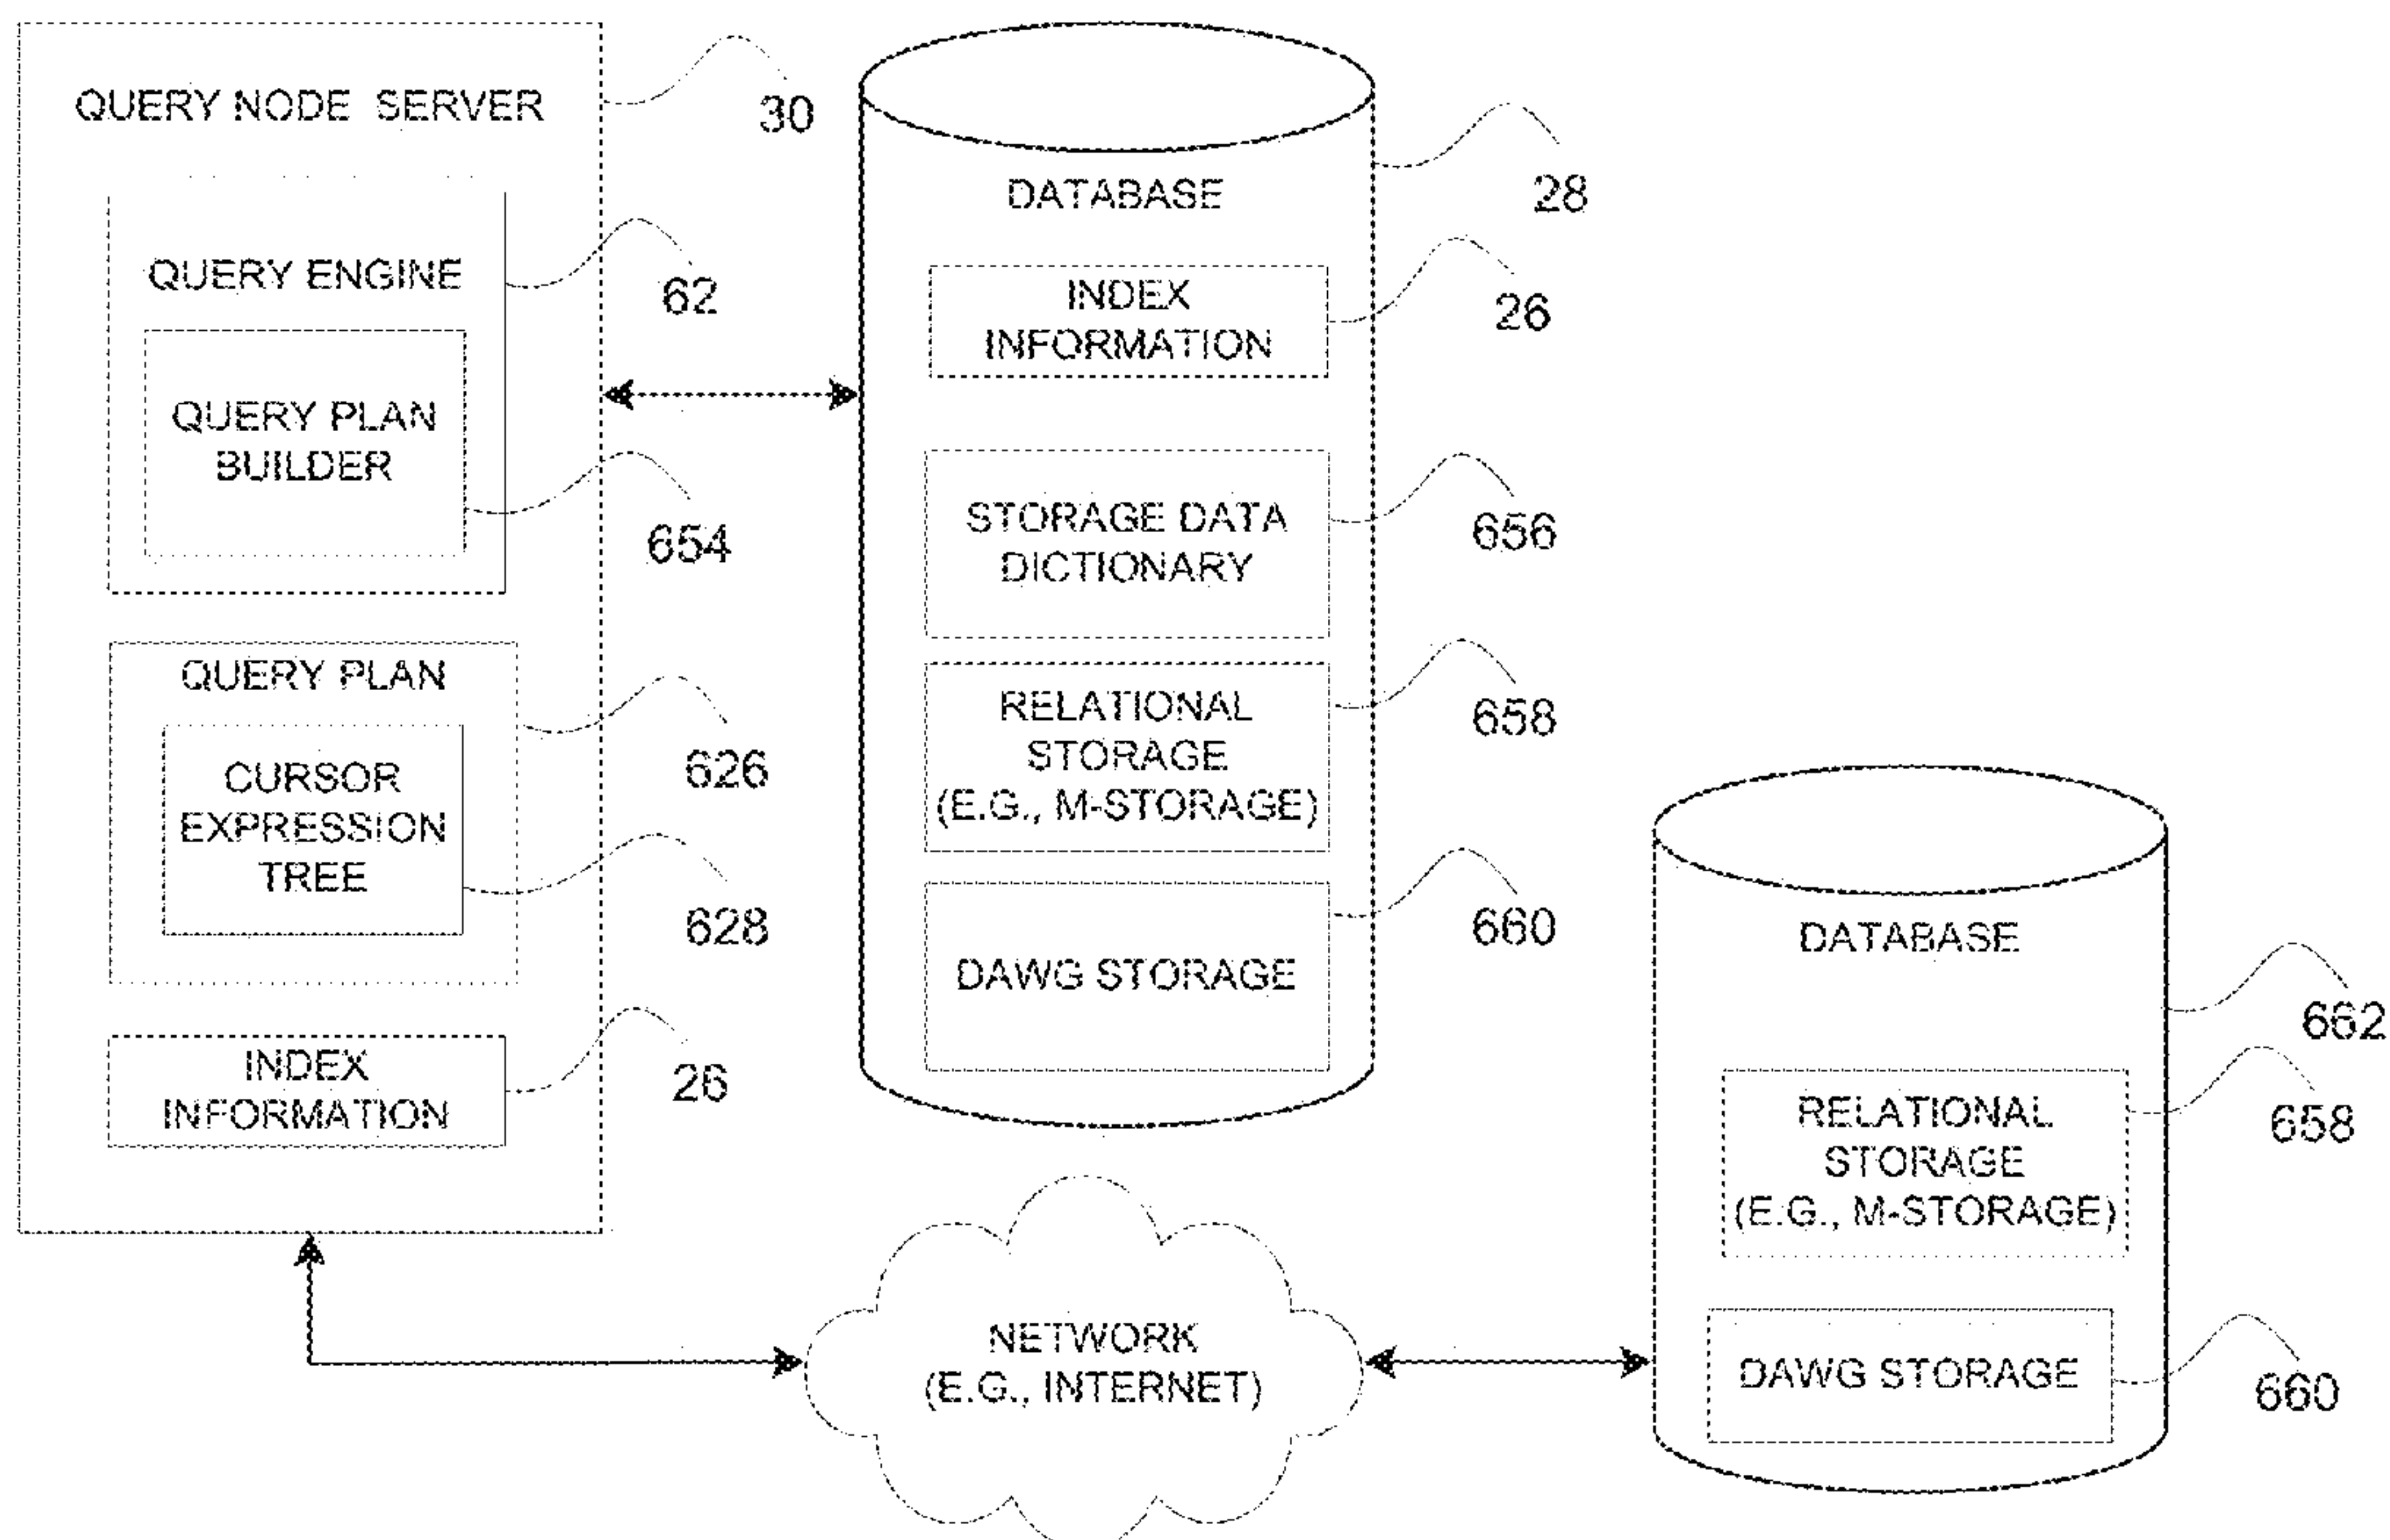 QUERY NODE SERVER
30
QUERY ENGINE
62
QUERY PLAN
BUILDER
654
QUERY PLAN
626
CURSOR
EXPRESSION
TREE
628
INDEX
INFORMATION
26
DATABASE
28
INDEX
INFORMATION
26
STORAGE DATA
DICTIONARY
656
RELATIONAL
STORAGE
(E.G., M-STORAGE)
658
DAWG STORAGE
660
DATABASE
662
RELATIONAL
STORAGE
(E.G., M-STORAGE)
658
DAWG STORAGE
660
NETWORK
(E.G., INTERNET)